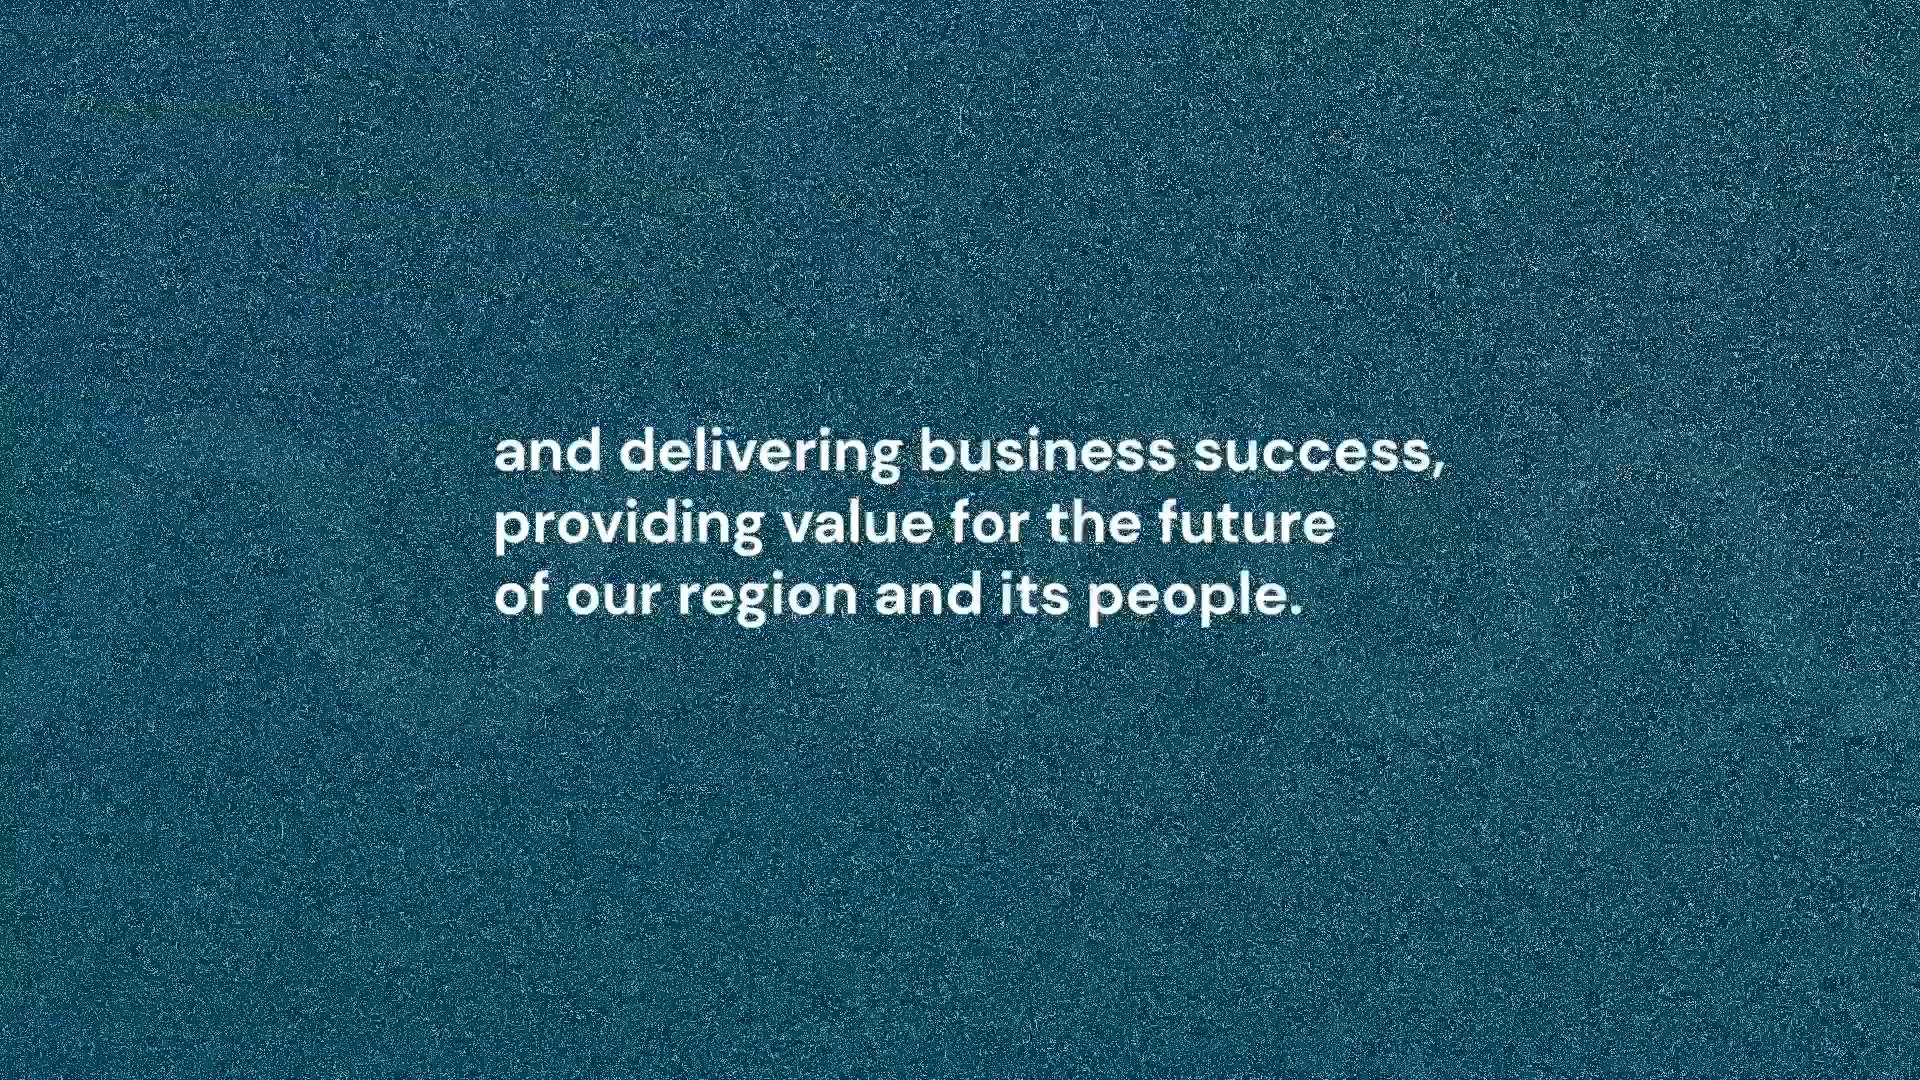 and delivering business success,
providing value for the future
of our region and its people.